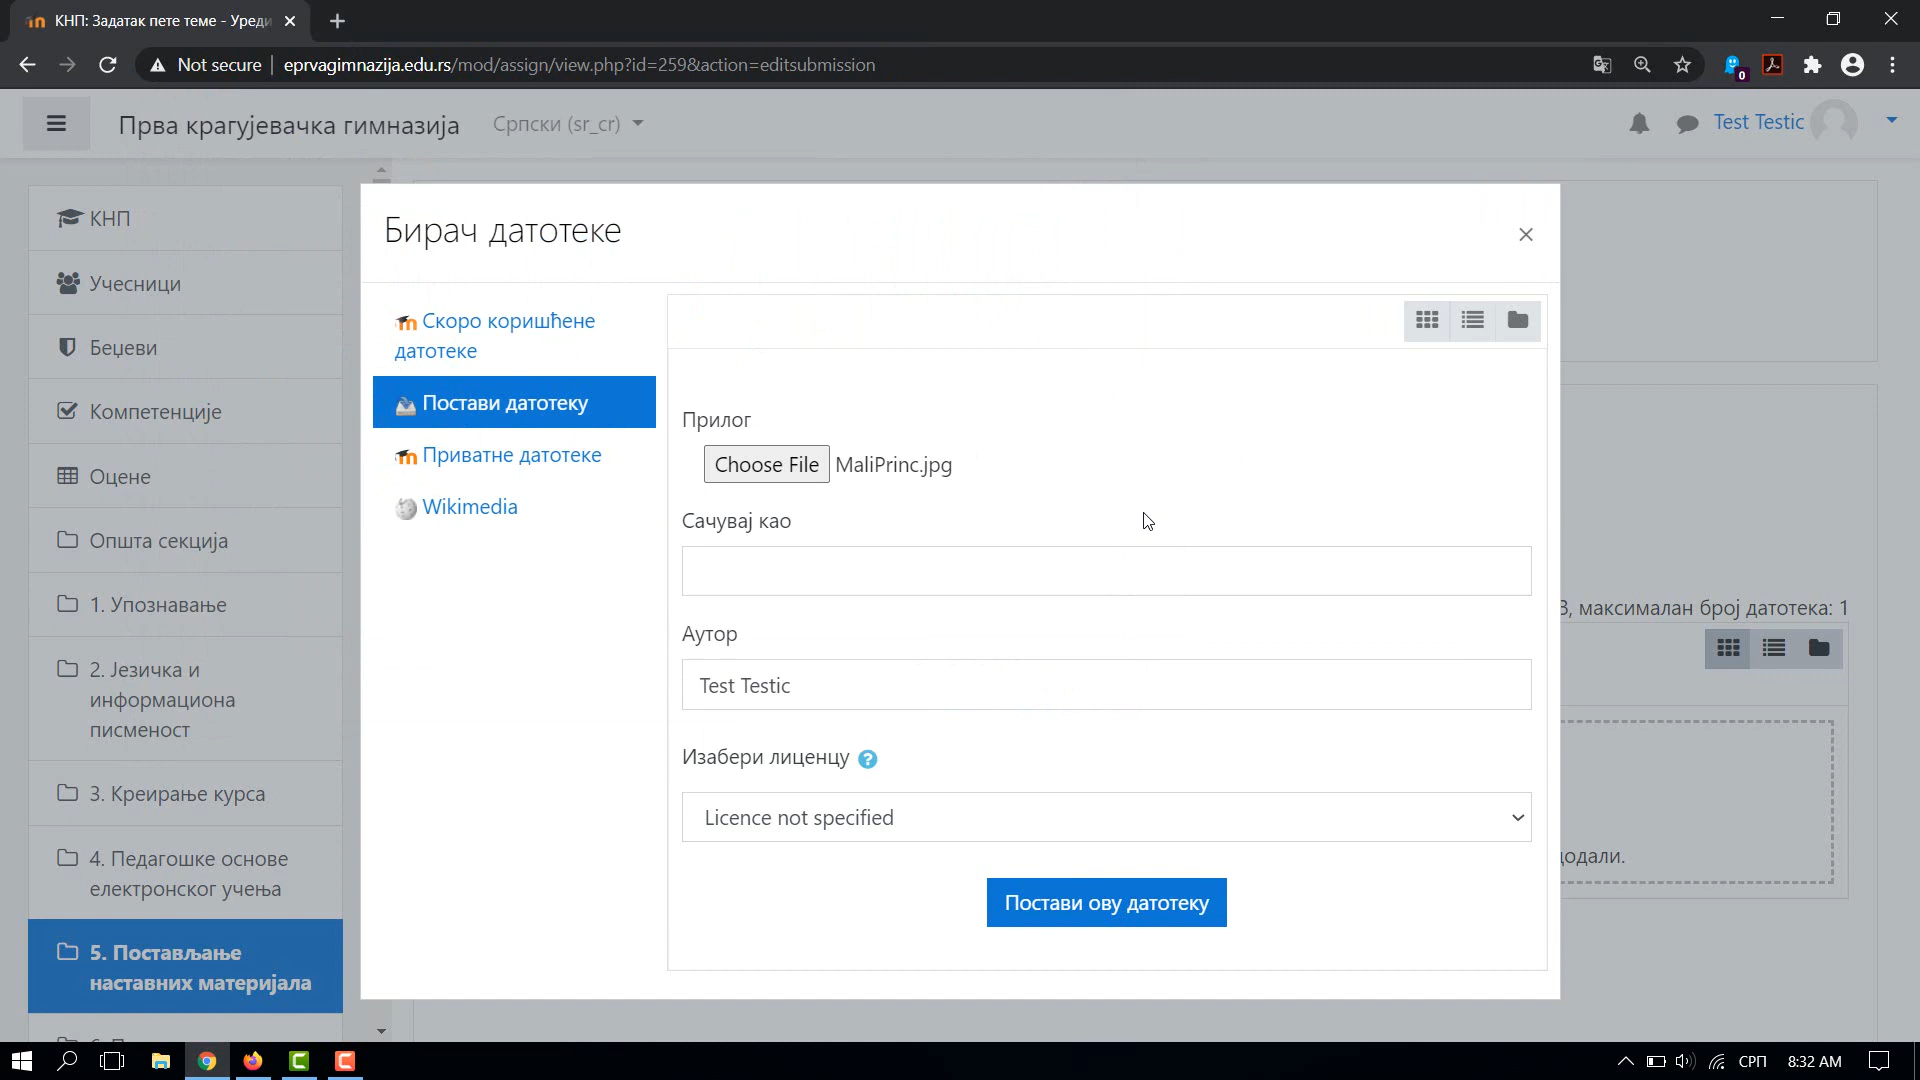 КНП: Задатак пете теме - Уреди
Not secure
eprvagimnazija.edu.rs/mod/assign/view.php?id=259&action=editsubmission
0
Прва крагујевачка гимназија
Српски (sr_cr)
Test Testic
КНП
Учесници
Беџеви
Компетенције
Оцене
Општа секција
1. Упознавање
2. Језичка и
информациона
писменост
3. Креирање курса
4. Педагошке основе
електронског учења
5. Постављање
наставних материјала
Бирач датотеке
Скоро коришћене
датотеке
Постави датотеку
Приватне датотеке
Wikimedia
Прилог
Choose File MaliPrinc.jpg
Сачувај као
Аутор
Test Testic
Изабери лиценцу
Licence not specified
Постави ову датотеку
, максималан број датотека: 1
додали.
СРП
8:32 AM